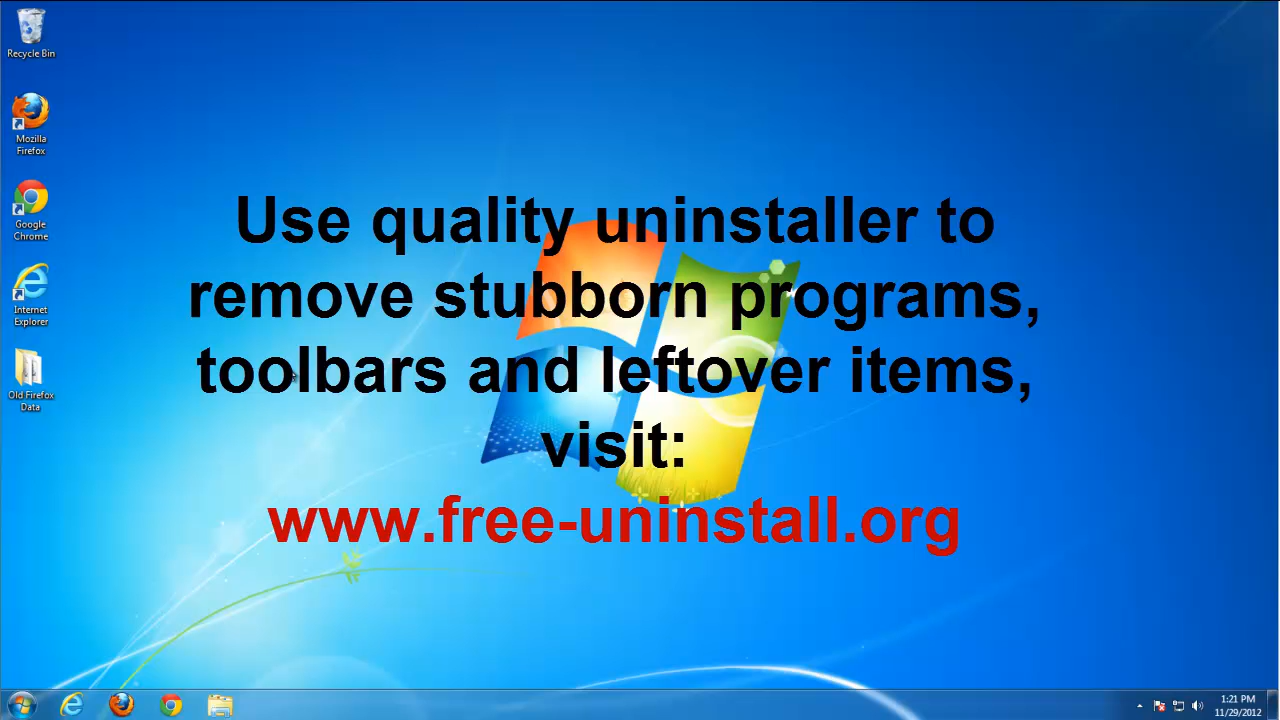 Recycle Bin
Mozilla
Firefox
Google
Chrome
Internet
Explorer
Old Firefox
Data
Use quality uninstaller to
remove stubborn programs,
toolbars and leftover items,
visit:
www.free-uninstall.org
1:21 PM
11/29/2012